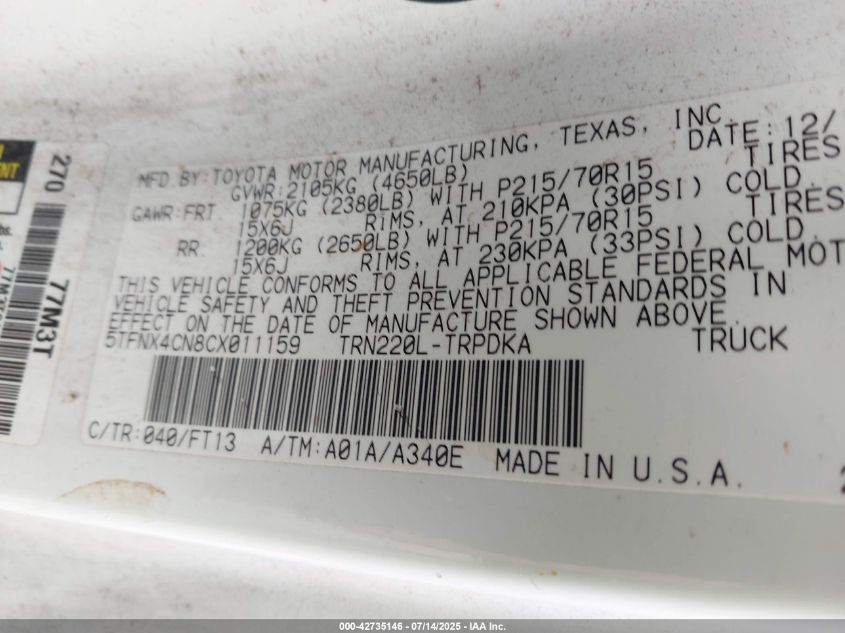 MFD. BY: TOYOTA MOTOR MANUFACTURING, TEXAS, INC. DATE: 12/
GVWR: 2105KG (4650LB)
GAWR: FRT. 1075KG (2380LB) WITH P215/70R15 TIRES
15X6J RIMS, AT 210KPA (30PSI) COLD.
RR. 1200KG (2650LB) WITH P215/70R15 TIRES
15X6J RIMS, AT 230KPA (33PSI) COLD.
THIS VEHICLE CONFORMS TO ALL APPLICABLE FEDERAL MOT
VEHICLE SAFETY AND THEFT PREVENTION STANDARDS IN
EFFECT ON THE DATE OF MANUFACTURE SHOWN ABOVE.
5TFNX4CN8CX011159 TRN220L-TRPDKA TRUCK
C/TR: 040/FT13 A/TM: A01A/A340E MADE IN U.S.A.
270
77M3T
000-42735146 - 07/14/2025 - IAA Inc.